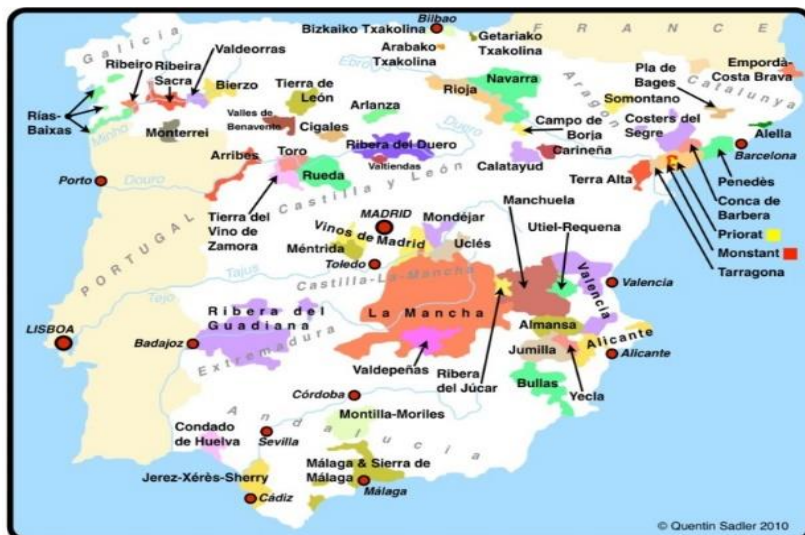 FRANCE
Bilbao
Bizkaiko Txakolina
Getariako
Txakolina
Arabako
Txakolina
Galicia
Ribeiro
Ribeira
Sacra
Valdeorras
Bierzo
Tierra de
León
Ebro
Navarra
Rioja
Aragon
Pla de
Bages
Empordà-
Costa Brava
Catalunya
Somontano
Rías-
Baixas
Minho
Monterrei
Valles de
Benavente
Cigales
Arlanza
Campo de
Borja
Costers del
Segre
Alella
Barcelona
Arribes
Toro
Ribera del Duero
Duero
Valtiendas
Rueda
Calatayud
Carineña
Penedès
Porto
Douro
Castilla y León
Terra Alta
Conca de
Barbera
Tierra del
Vino de
Zamora
MADRID
Mondéjar
Manchuela
Utiel-Requena
Priorat
Monstant
Tarragona
PORTUGAL
Vinos de Madrid
Méntrida
Uclés
Toledo
Tajus
Castilla-La-Mancha
Tejo
Valencia
Valencia
Ribera del
Guadiana
La Mancha
Almansa
LISBOA
Badajoz
Extremadura
Alicante
Jumilla
Alicante
Valdepeñas
Ribera
del Júcar
Bullas
Yecla
Córdoba
Andalucia
Montilla-Moriles
Condado
de Huelva
Sevilla
Jerez-Xérès-Sherry
Málaga & Sierra de
Málaga
Cádiz
Málaga
© Quentin Sadler 2010